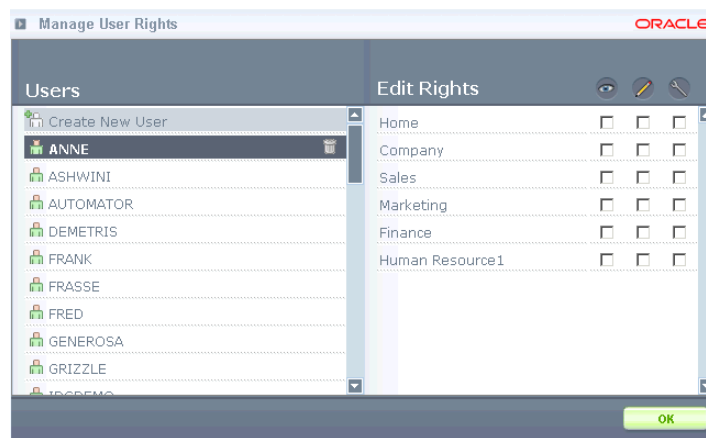 Manage User Rights
ORACLE
Users
Edit Rights
Create New User
ANNE
ASHWINI
AUTOMATOR
DEMETRIS
FRANK
FRASSE
FRED
GENEROSA
GRIZZLE
Home
Company
Sales
Marketing
Finance
Human Resource1
OK